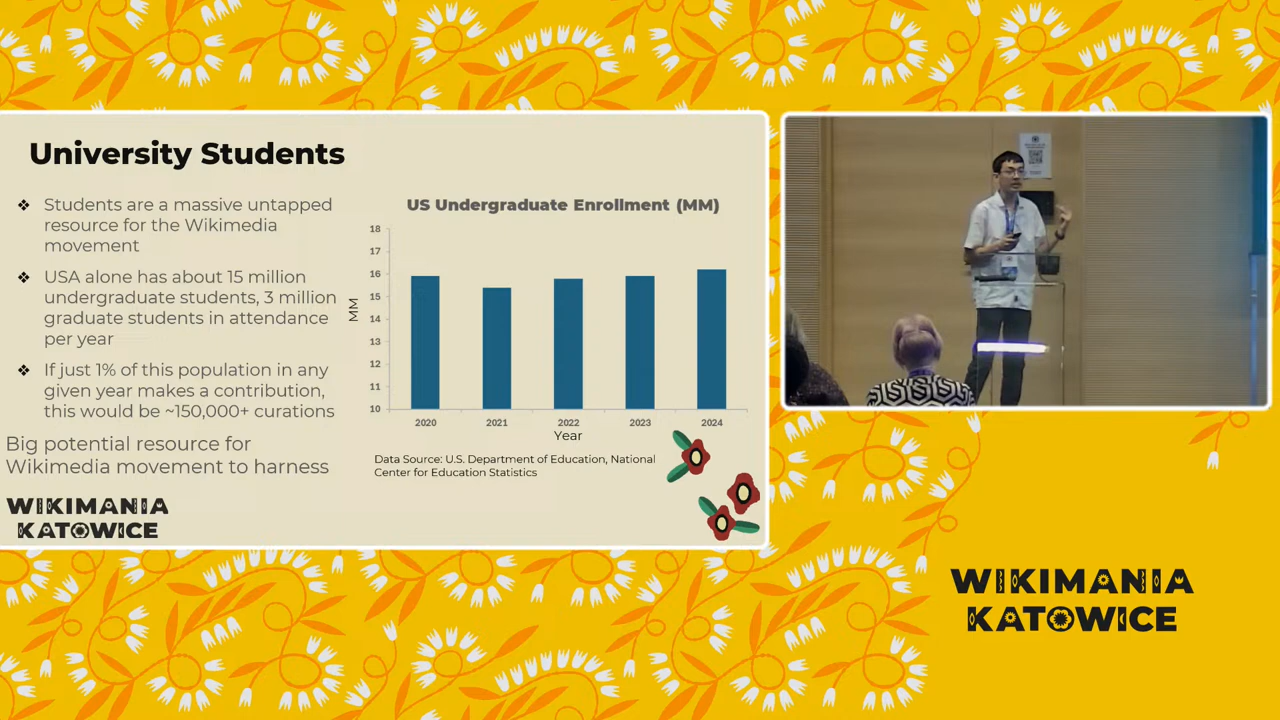 University Students
❖ Students are a massive untapped
resource for the Wikimedia
movement
❖ USA alone has about 15 million
undergraduate students, 3 million
graduate students in attendance
per year
❖ If just 1% of this population in any
given year makes a contribution,
this would be ~150,000+ curations
Big potential resource for
Wikimedia movement to harness
WIKIMANIA
KATOWICE
US Undergraduate Enrollment (MM)
MM
18
17
16
15
14
13
12
11
10
2020 2021 2022 2023 2024
Year
Data Source: U.S. Department of Education, National
Center for Education Statistics
WIKIMANIA
KATOWICE